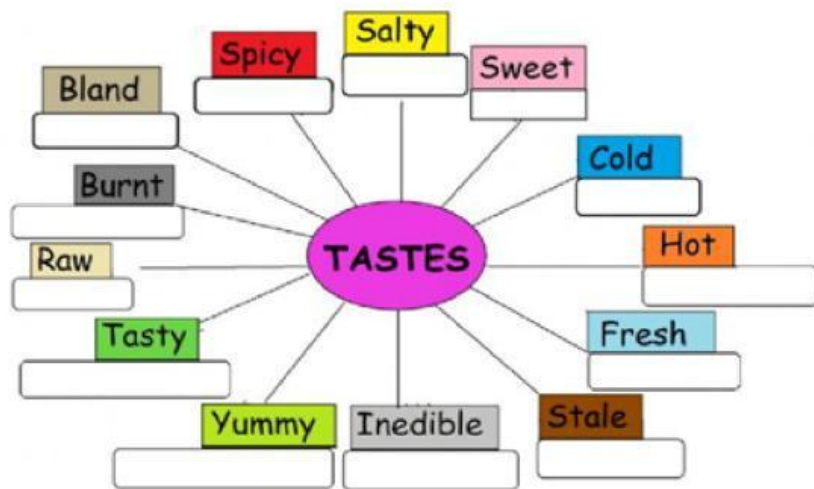 Salty
Spicy
Sweet
Bland
Cold
Burnt
Hot
TASTES
Raw
Tasty
Fresh
Yummy
Inedible
Stale